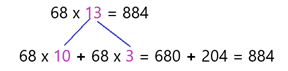 68 x 13 = 884
68 x 10 + 68 x 3 = 680 + 204 = 884